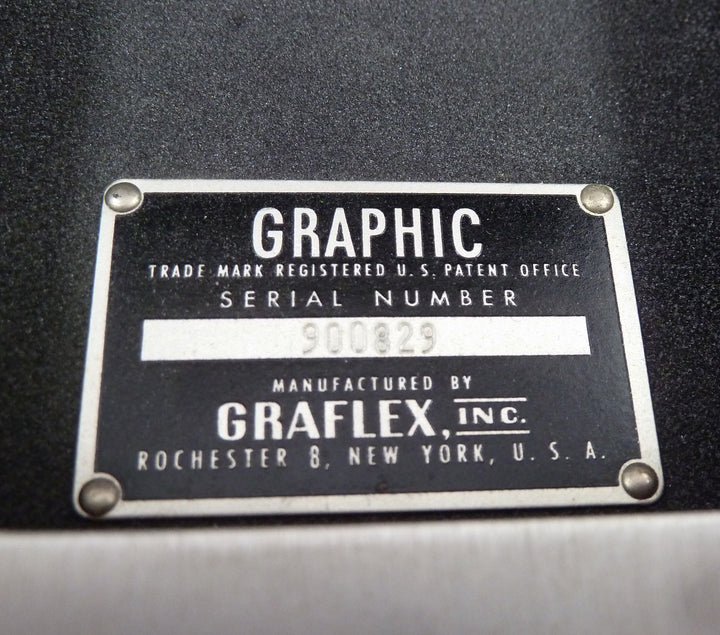 GRAPHIC
TRADE MARK REGISTERED U.S. PATENT OFFICE
SERIAL NUMBER
900829
MANUFACTURED BY
GRAFLEX, INC.
ROCHESTER 8, NEW YORK, U.S.A.